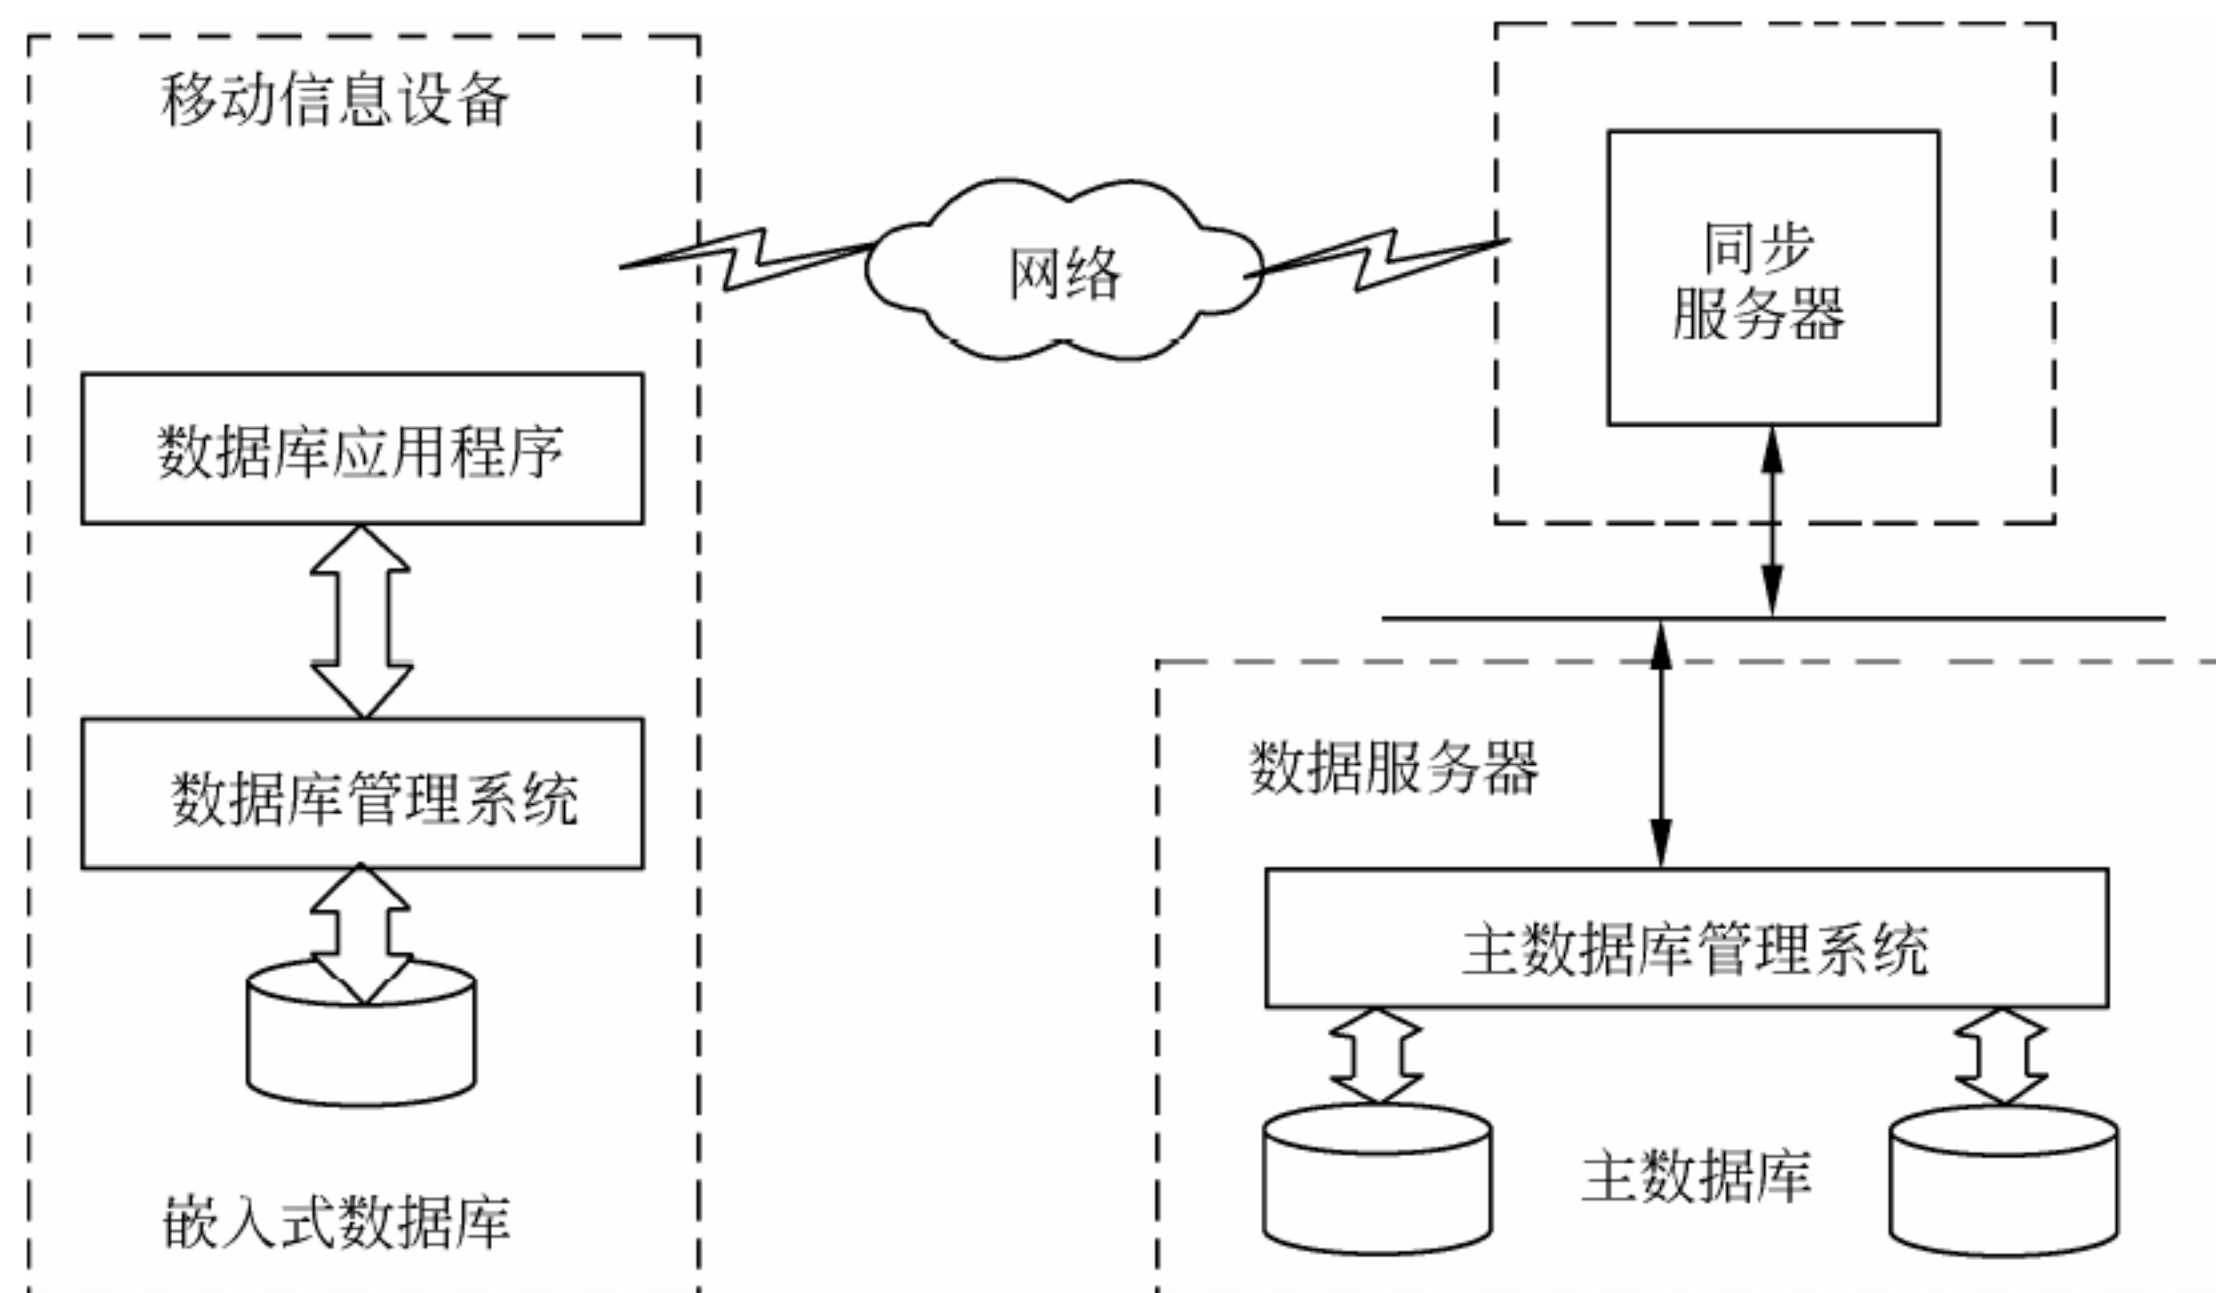 移动信息设备
网络
同步
服务器
数据库应用程序
数据库管理系统
嵌入式数据库
数据服务器
主数据库管理系统
主数据库